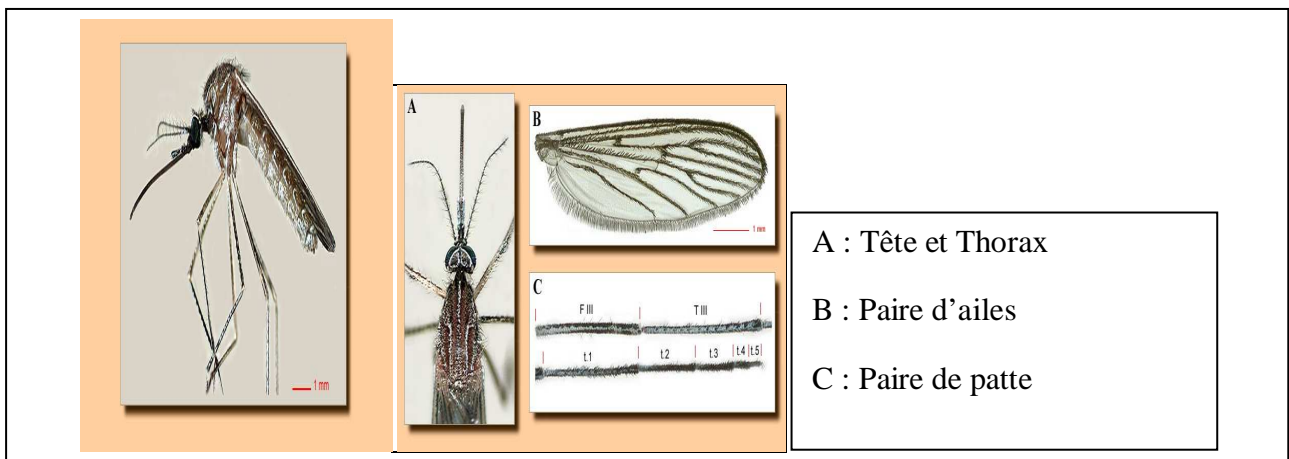 1 mm
A
B
1 mm
C
F III
T III
t.1
t.2
t.3
t.4
t.5
A : Tête et Thorax
B : Paire d’ailes
C : Paire de patte